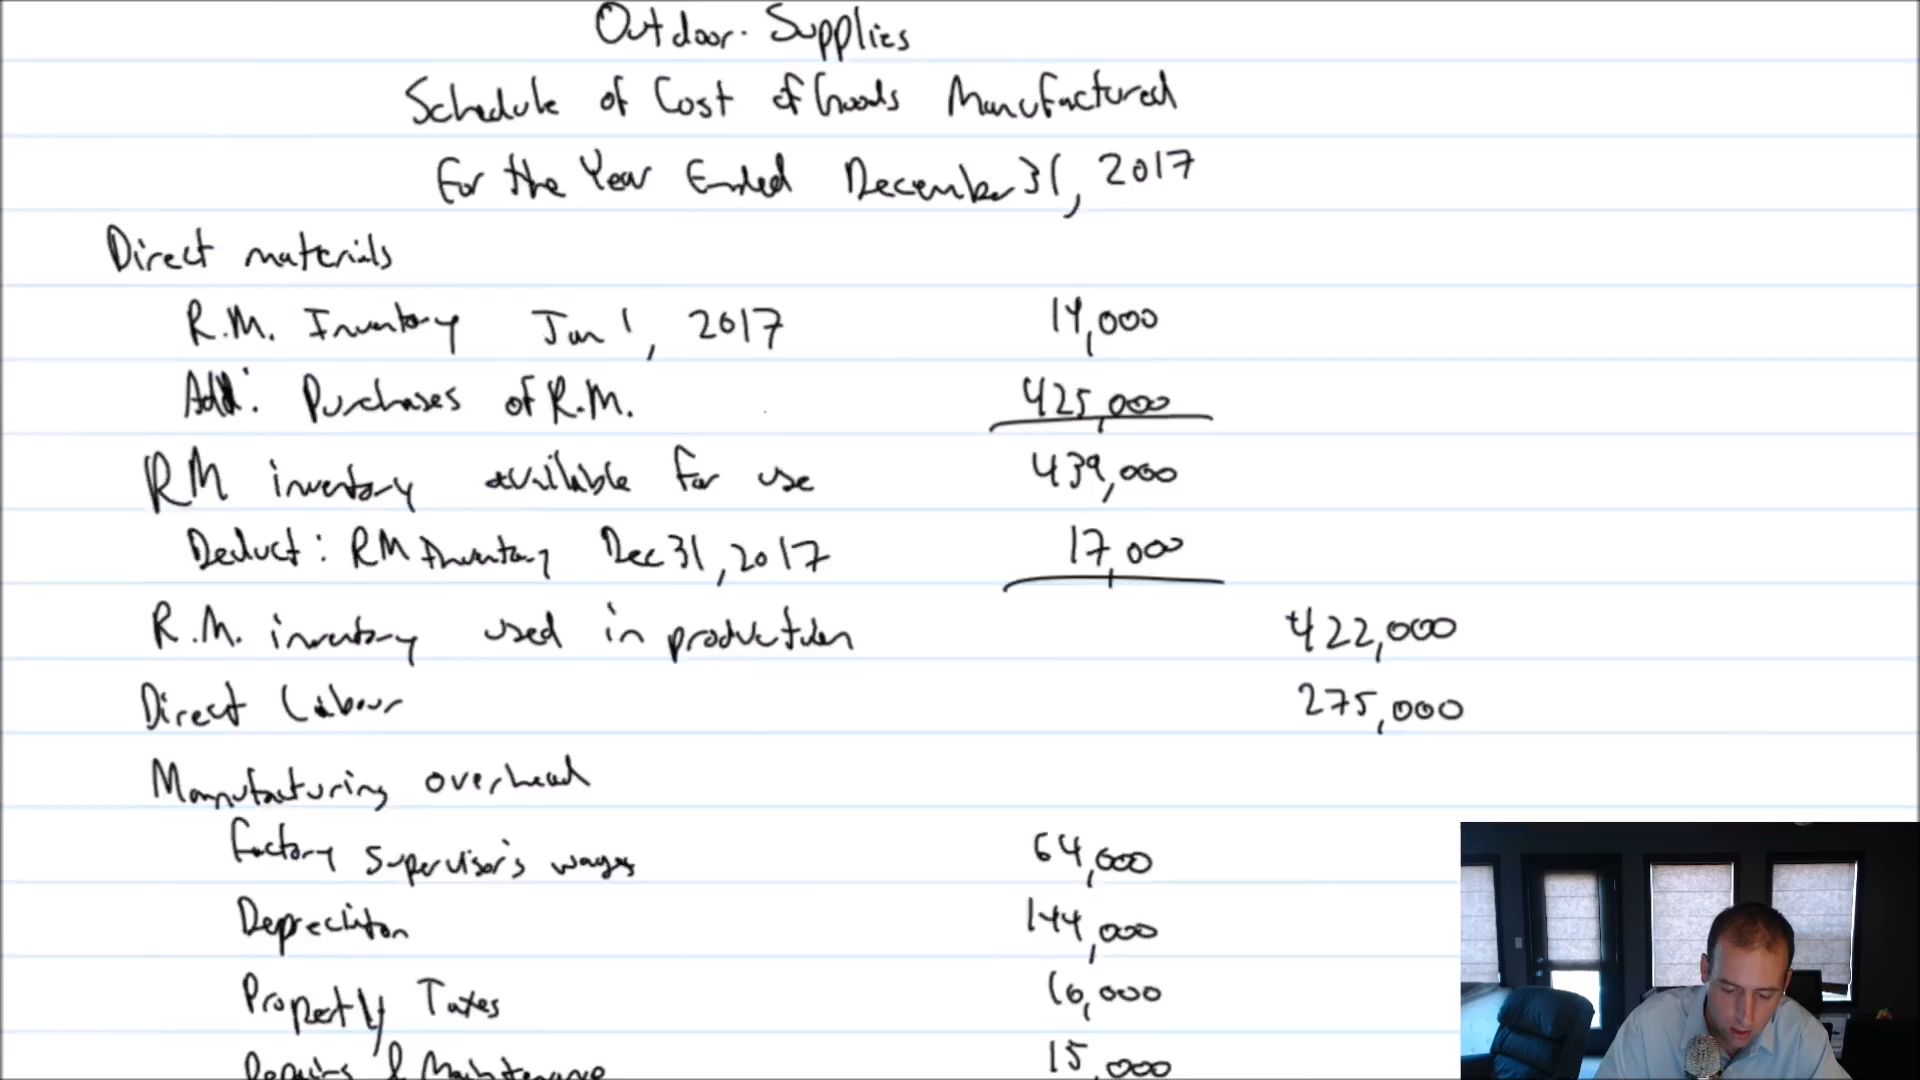 Outdoor Supplies
Schedule of Cost of Goods Manufactured
For the Year Ended December 31, 2017
Direct materials
R.M. Inventory Jan 1, 2017 14,000
Add: Purchases of R.M. 425,000
RM inventory available for use 439,000
Deduct: RM Inventory Dec 31, 2017 17,000
R.M. inventory used in production 422,000
Direct Labour 275,000
Manufacturing overhead
Factory Supervisor's wages 64,000
Depreciation 144,000
Property Taxes 16,000
Repairs & Maintenance 15,000